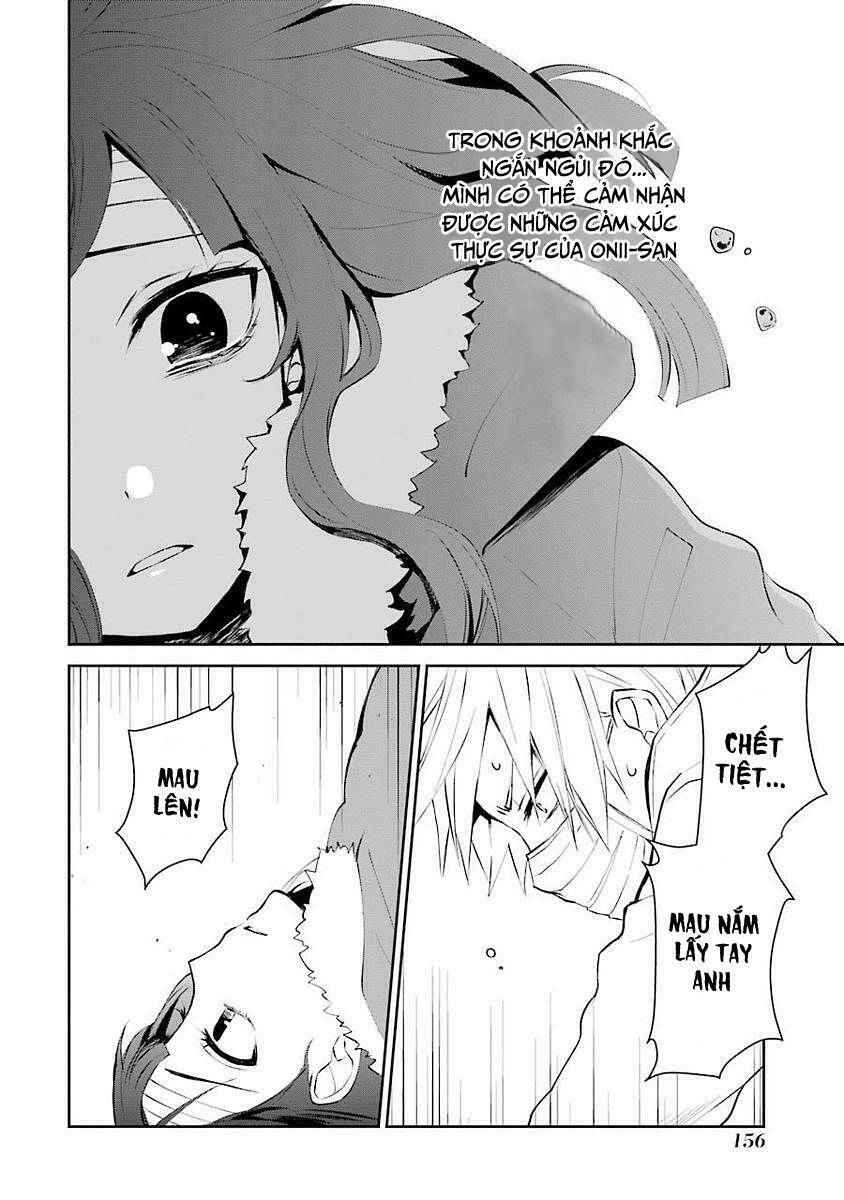 TRONG KHOẢNH KHẮC
NGẮN NGỦI ĐÓ...
MÌNH CÓ THỂ CẢM NHẬN
ĐƯỢC NHỮNG CẢM XÚC
THỰC SỰ CỦA ONII-SAN
CHẾT
TIỆT...
MAU NẮM
LẤY TAY
ANH
MAU
LÊN!
156